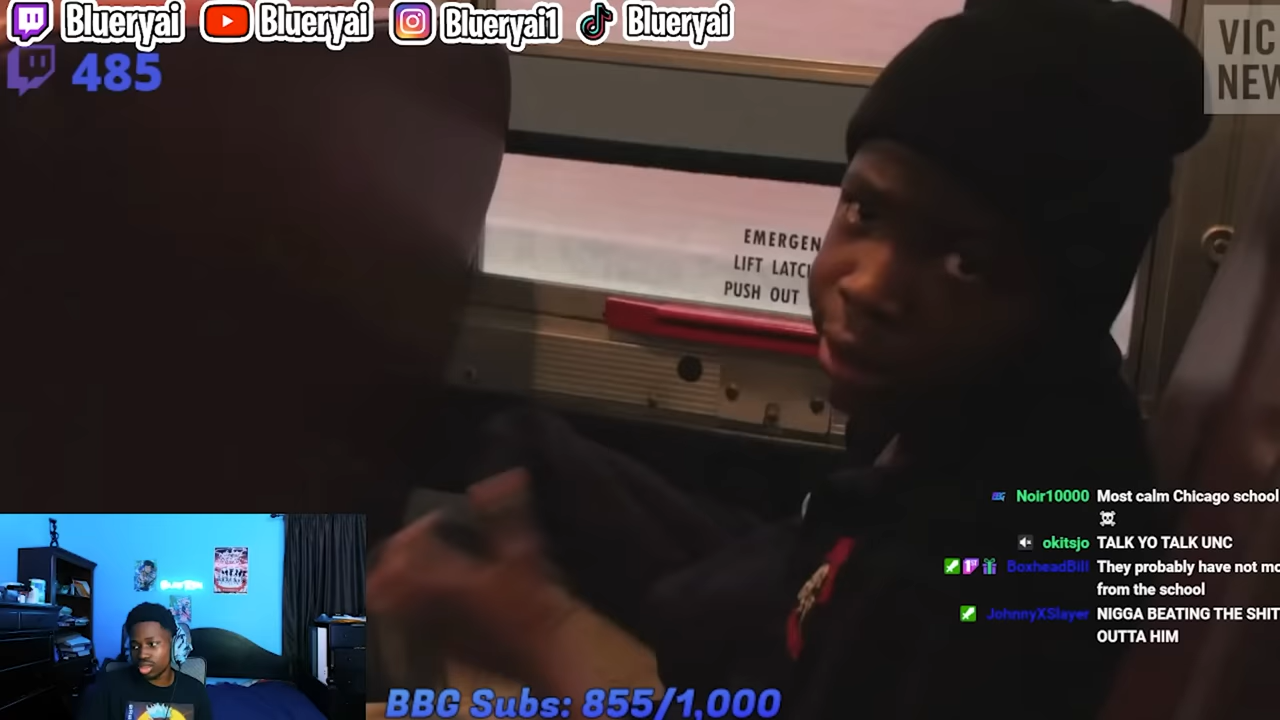 Blueryai Blueryai Blueryai1 Blueryai
485
VIC
NEW
EMERGEN
LIFT LATC
PUSH OUT
Noir10000 Most calm Chicago school
okitsjo TALK YO TALK UNC
BoxheadBill They probably have not mo
from the school
JohnnyXSlayer NIGGA BEATING THE SHIT
OUTTA HIM
BBG Subs: 855/1,000